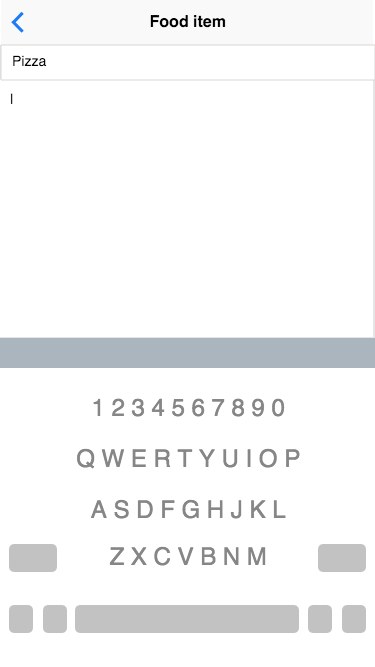 Food item
Pizza
|
1 2 3 4 5 6 7 8 9 0
Q W E R T Y U I O P
A S D F G H J K L
Z X C V B N M